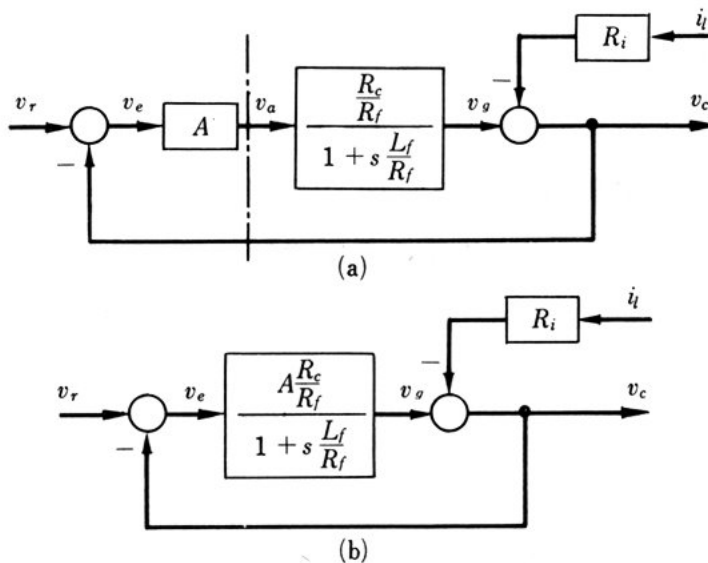 i_l
R_i
−
v_r
v_e
A
v_a
R_c
R_f
1 + s L_f
R_f
v_g
v_c
−
(a)
i_l
R_i
−
v_r
v_e
A R_c
R_f
1 + s L_f
R_f
v_g
v_c
−
(b)